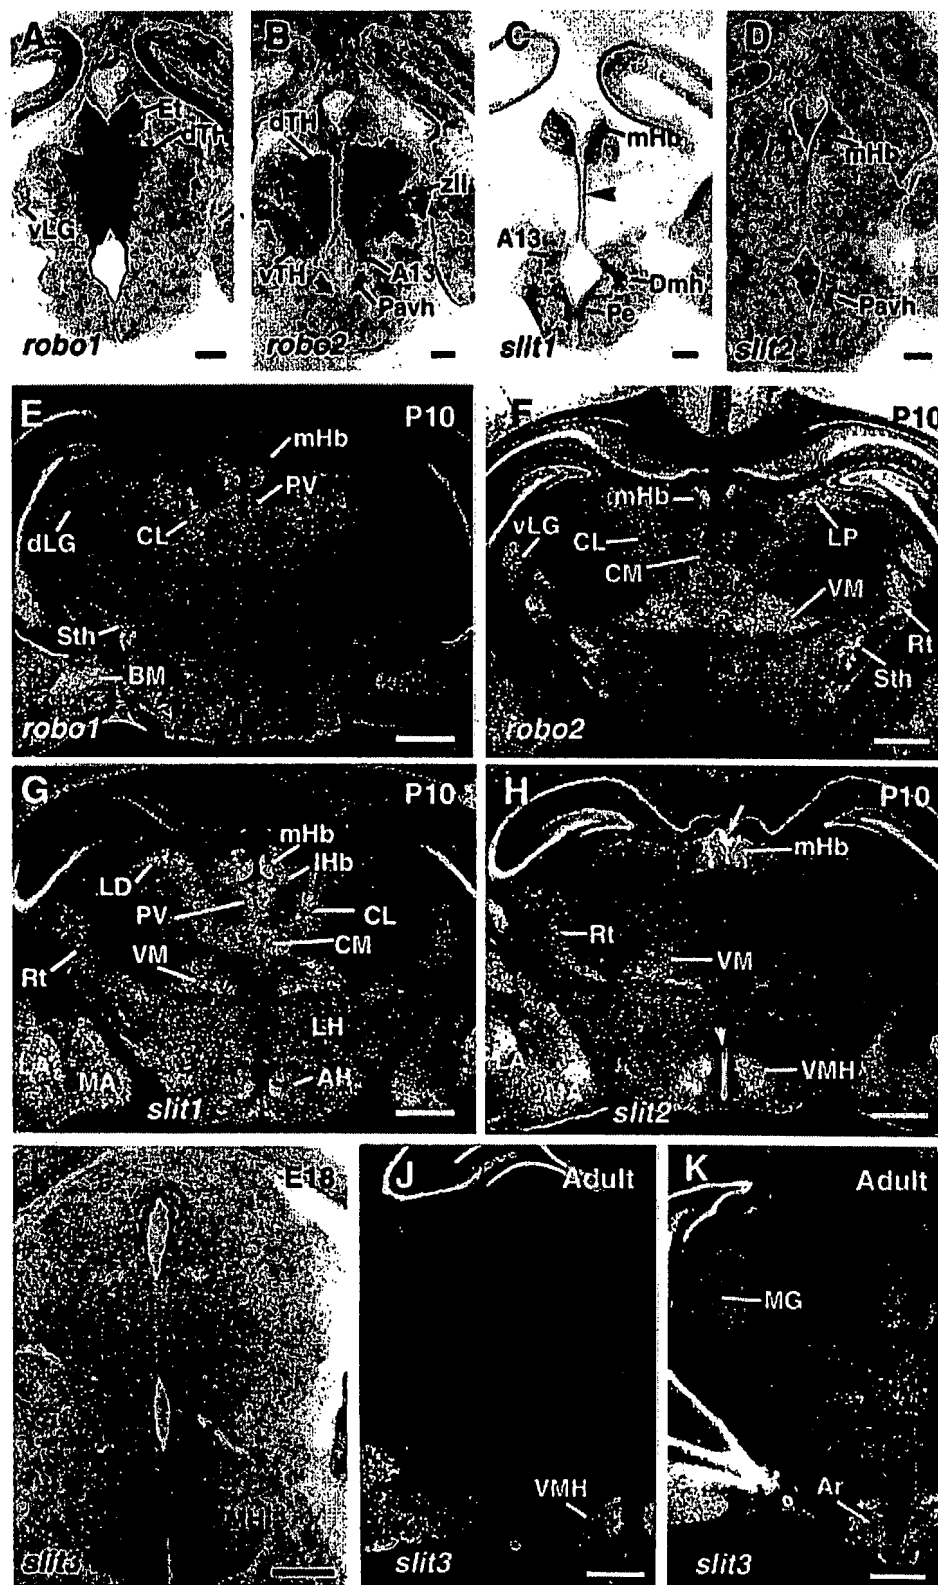 A
Et
dTH
vLG
robo1
B
dTH
zli
vTH
A13
Pavh
robo2
C
mHb
A13
Dmh
Pe
slit1
D
mHb
Pavh
slit2
E
P10
mHb
PV
CL
dLG
Sth
BM
robo1
F
P10
mHb
vLG
CL
CM
LP
VM
Rt
Sth
robo2
G
P10
mHb
lHb
LD
PV
CL
CM
VM
Rt
LH
LA
MA
AH
slit1
H
P10
mHb
Rt
VM
VMH
slit2
E18
slit3
J
Adult
VMH
slit3
K
Adult
MG
Ar
slit3